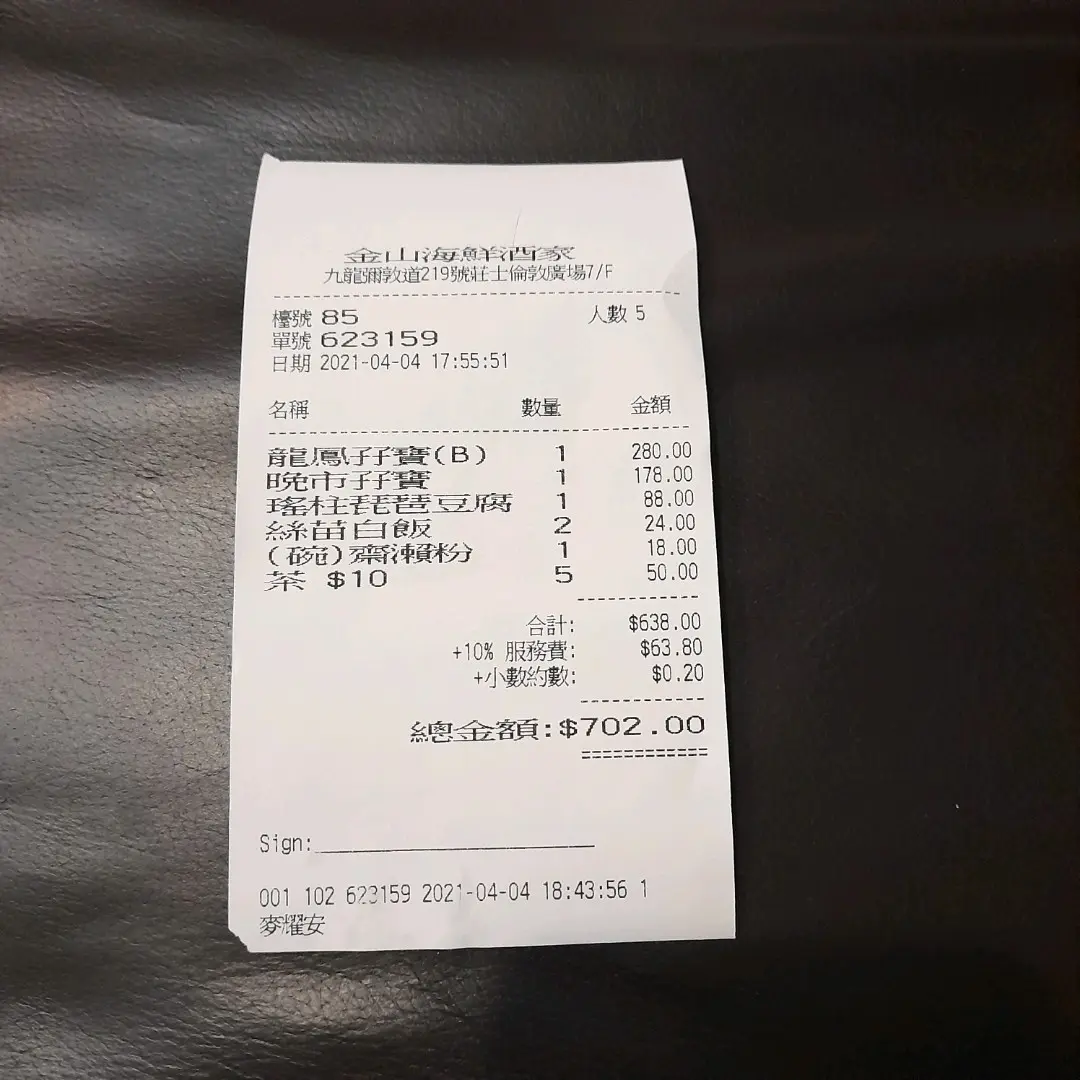 金山海鮮酒家
九龍彌敦道219號莊士倫敦廣場7/F
檯號 85 人數 5
單號 623159
日期 2021-04-04 17:55:51
名稱 數量 金額
龍鳳孖寶(B) 1 280.00
晚市孖寶 1 178.00
瑤柱琵琶豆腐 1 88.00
絲苗白飯 2 24.00
(碗)齋瀨粉 1 18.00
茶 $10 5 50.00
合計: $638.00
+10% 服務費: $63.80
+小數約數: $0.20
總金額:$702.00
Sign:
001 102 623159 2021-04-04 18:43:56 1
麥耀安